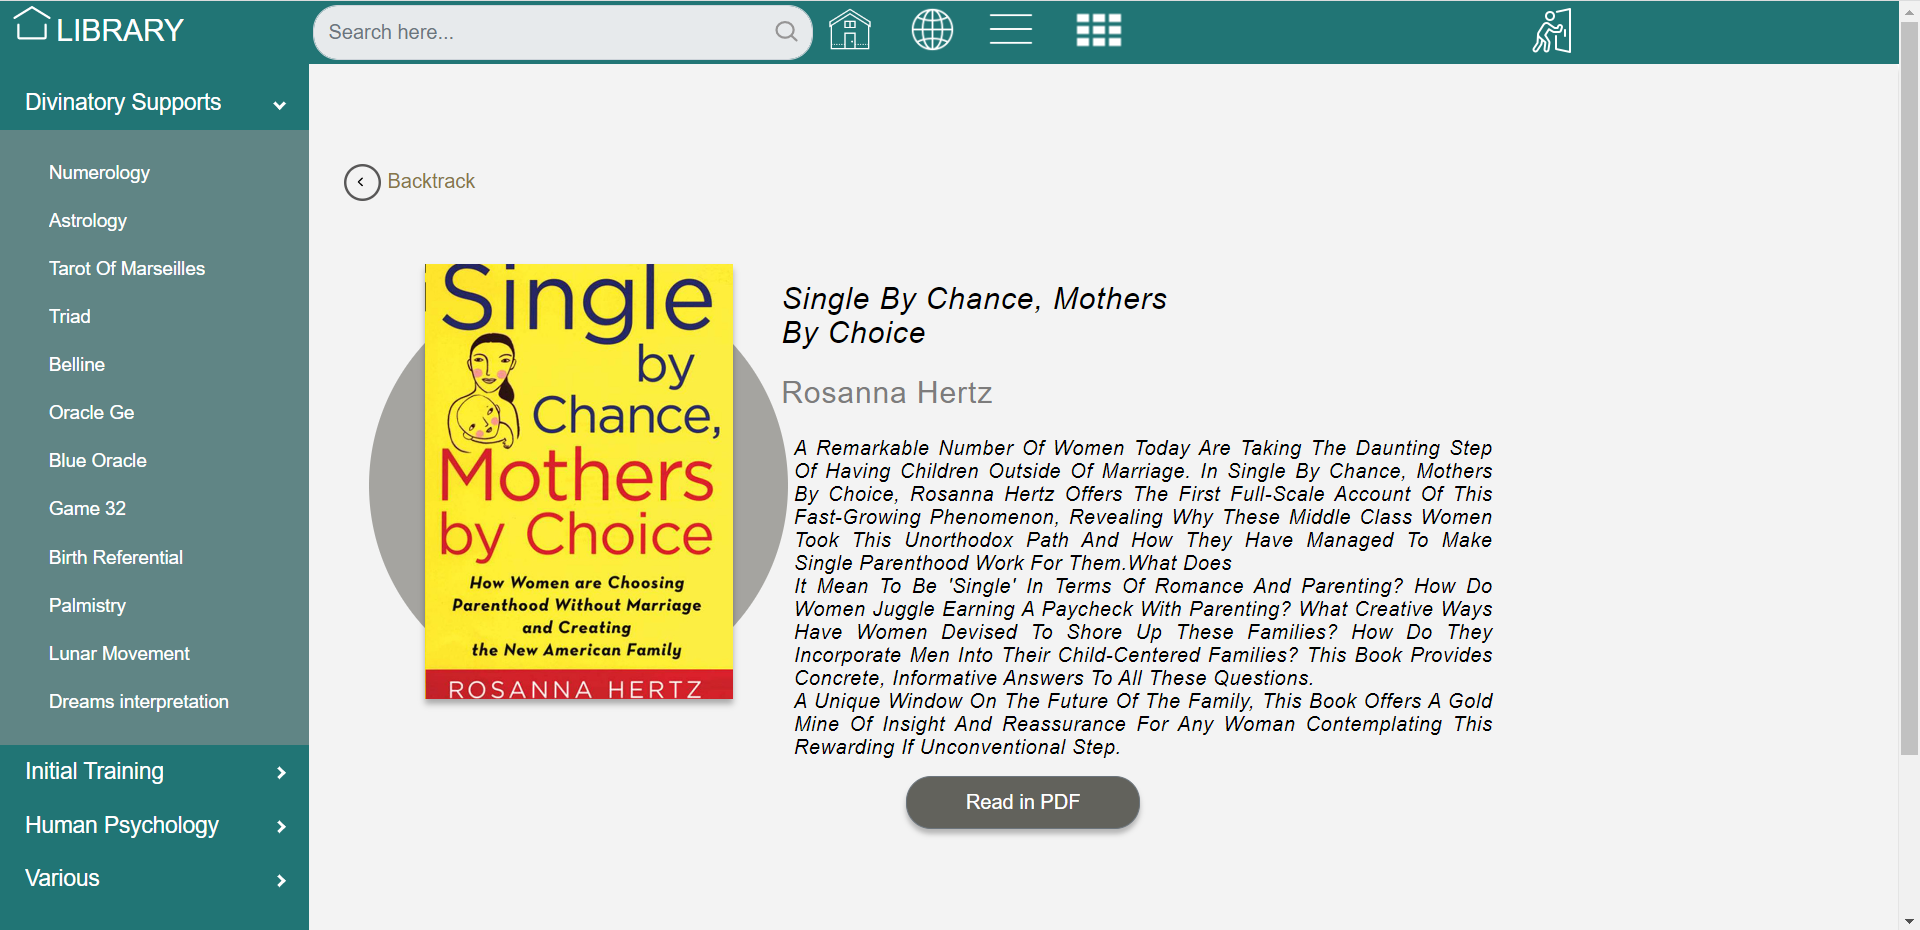 LIBRARY
Search here...
Divinatory Supports
Numerology
Astrology
Tarot Of Marseilles
Triad
Belline
Oracle Ge
Blue Oracle
Game 32
Birth Referential
Palmistry
Lunar Movement
Dreams interpretation
Initial Training
Human Psychology
Various
Backtrack
Single
by
Chance,
Mothers
by Choice
How Women are Choosing
Parenthood Without Marriage
and Creating
the New American Family
ROSANNA HERTZ
Single By Chance, Mothers
By Choice
Rosanna Hertz
A Remarkable Number Of Women Today Are Taking The Daunting Step
Of Having Children Outside Of Marriage. In Single By Chance, Mothers
By Choice, Rosanna Hertz Offers The First Full-Scale Account Of This
Fast-Growing Phenomenon, Revealing Why These Middle Class Women
Took This Unorthodox Path And How They Have Managed To Make
Single Parenthood Work For Them.What Does
It Mean To Be 'Single' In Terms Of Romance And Parenting? How Do
Women Juggle Earning A Paycheck With Parenting? What Creative Ways
Have Women Devised To Shore Up These Families? How Do They
Incorporate Men Into Their Child-Centered Families? This Book Provides
Concrete, Informative Answers To All These Questions.
A Unique Window On The Future Of The Family, This Book Offers A Gold
Mine Of Insight And Reassurance For Any Woman Contemplating This
Rewarding If Unconventional Step.
Read in PDF